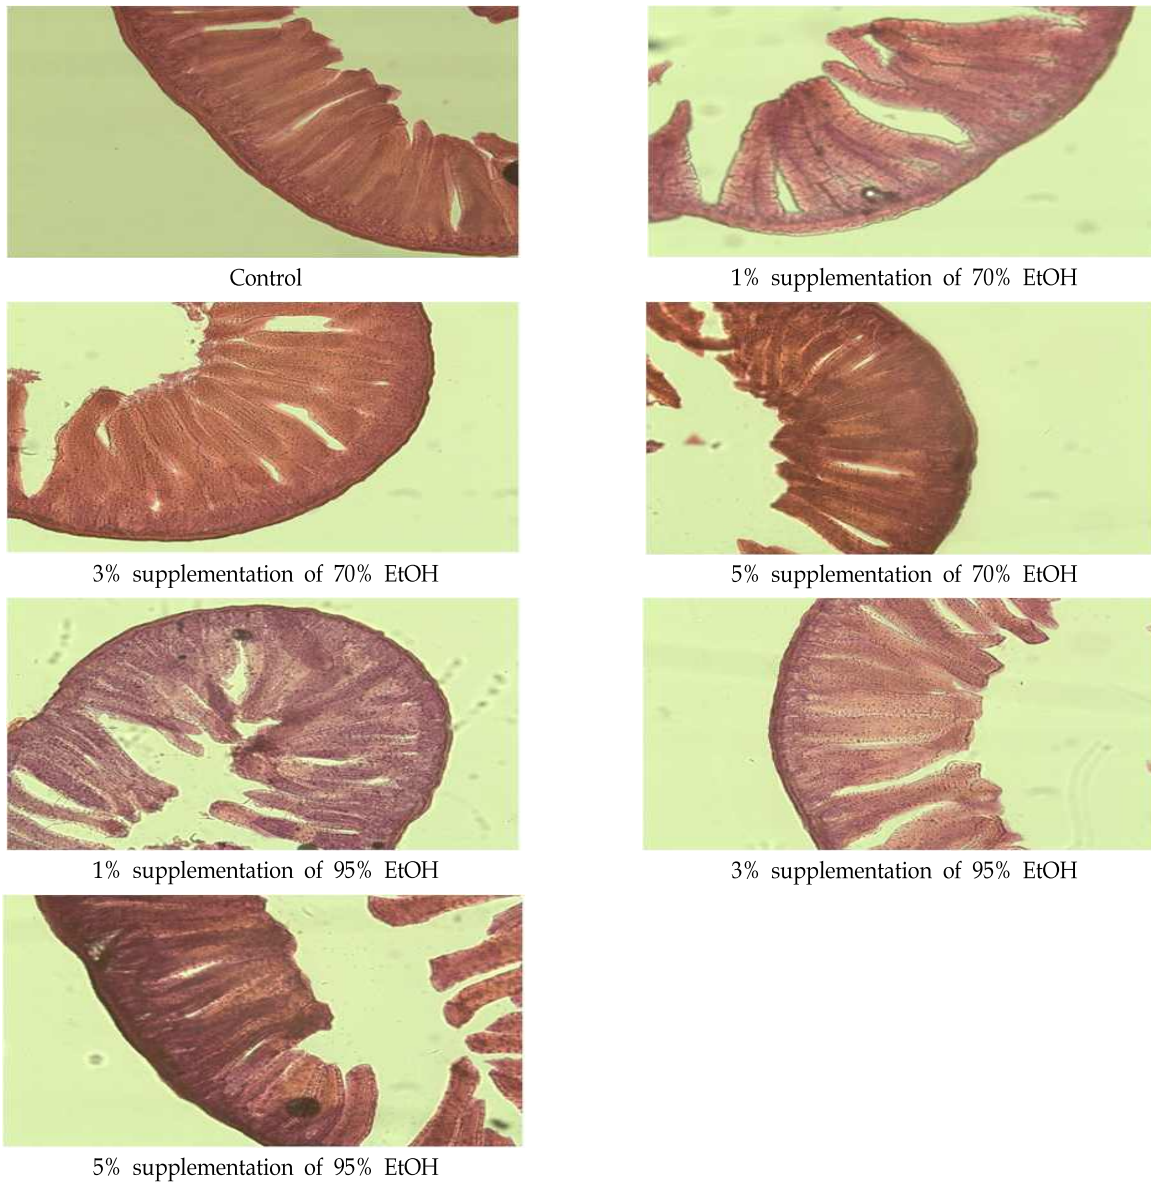 Control
1% supplementation of 70% EtOH
3% supplementation of 70% EtOH
5% supplementation of 70% EtOH
1% supplementation of 95% EtOH
3% supplementation of 95% EtOH
5% supplementation of 95% EtOH